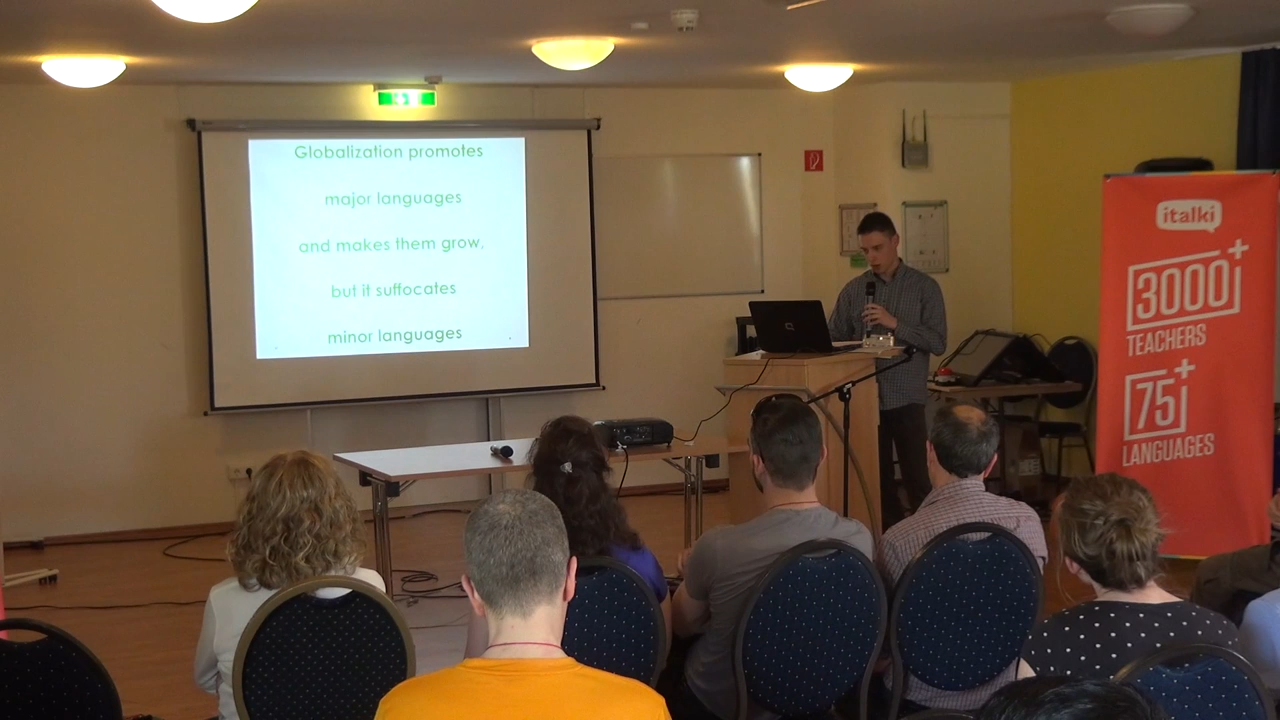 Globalization promotes
major languages
and makes them grow,
but it suffocates
minor languages
italki
3000+
TEACHERS
75+
LANGUAGES